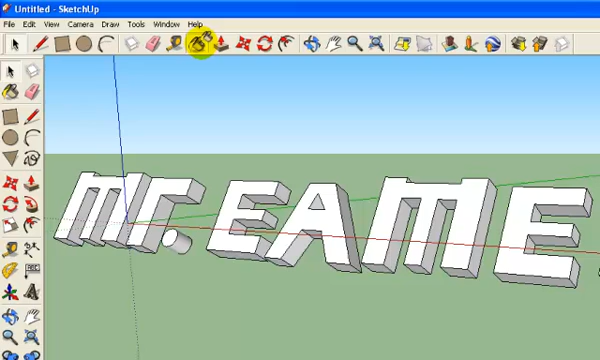 Untitled - SketchUp
File Edit View Camera Draw Tools Window Help
mr. EAME